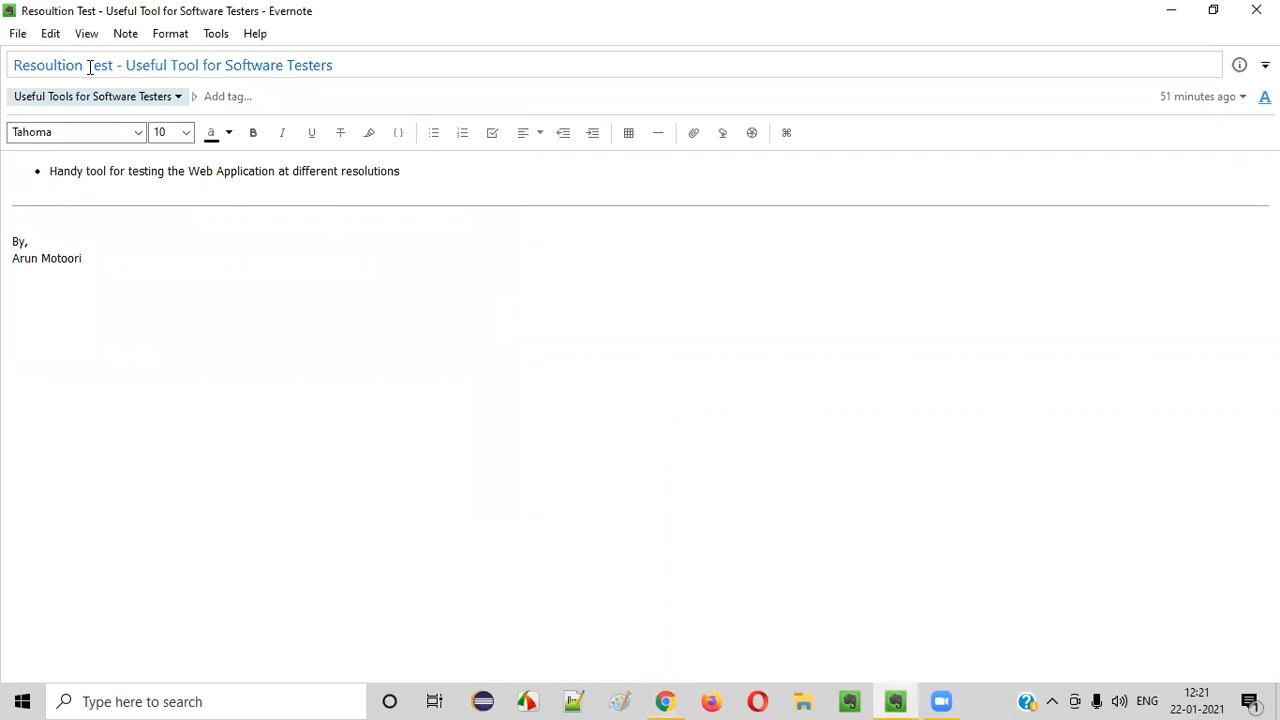 Resoultion Test - Useful Tool for Software Testers - Evernote
File Edit View Note Format Tools Help
Resoultion Test - Useful Tool for Software Testers
Useful Tools for Software Testers Add tag... 51 minutes ago A
Tahoma 10 a B I U T { }
Handy tool for testing the Web Application at different resolutions
By,
Arun Motoori
Type here to search ENG 12:21
22-01-2021 1